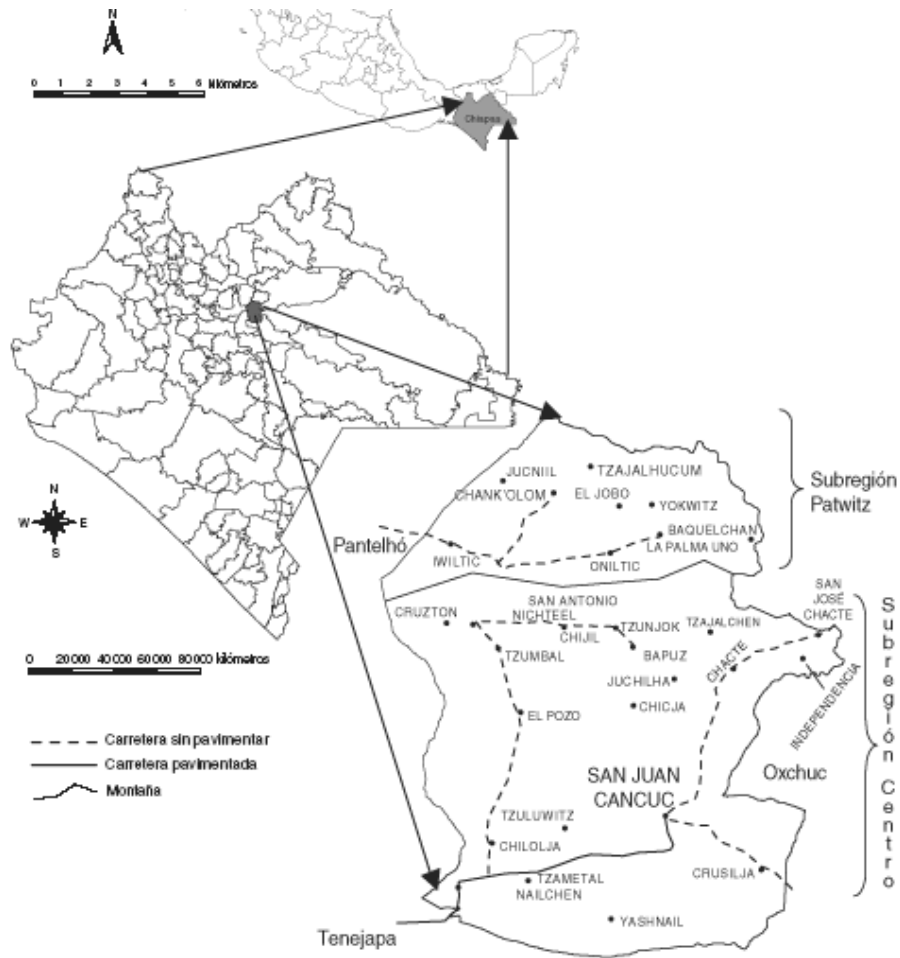 N
0 1 2 3 4 5 6 kilómetros
Chiapas
N
W E
S
0 20 000 40 000 60 000 80 000 kilómetros
Carretera sin pavimentar
Carretera pavimentada
Montaña
JUCNIIL
TZAJALHUCUM
CHANK'OLOM
EL JOBO
YOKWITZ
Subregión
Patwitz
Pantelhó
BAQUELCHAN
LA PALMA UNO
IWILTIC
ONILTIC
SAN
JOSÉ
CHACTE
CRUZTON
SAN ANTONIO
NICHTEEL
CHIJIL
TZUNJOK
TZAJALCHEN
TZUMBAL
BAPUZ
CHACTE
JUCHILHA
INDEPENDENCIA
EL POZO
CHICJA
Oxchuc
SAN JUAN
CANCUC
Subregión Centro
TZULUWITZ
CHILOLJA
CRUSILJA
TZAMETAL
NAILCHEN
YASHNAIL
Tenejapa